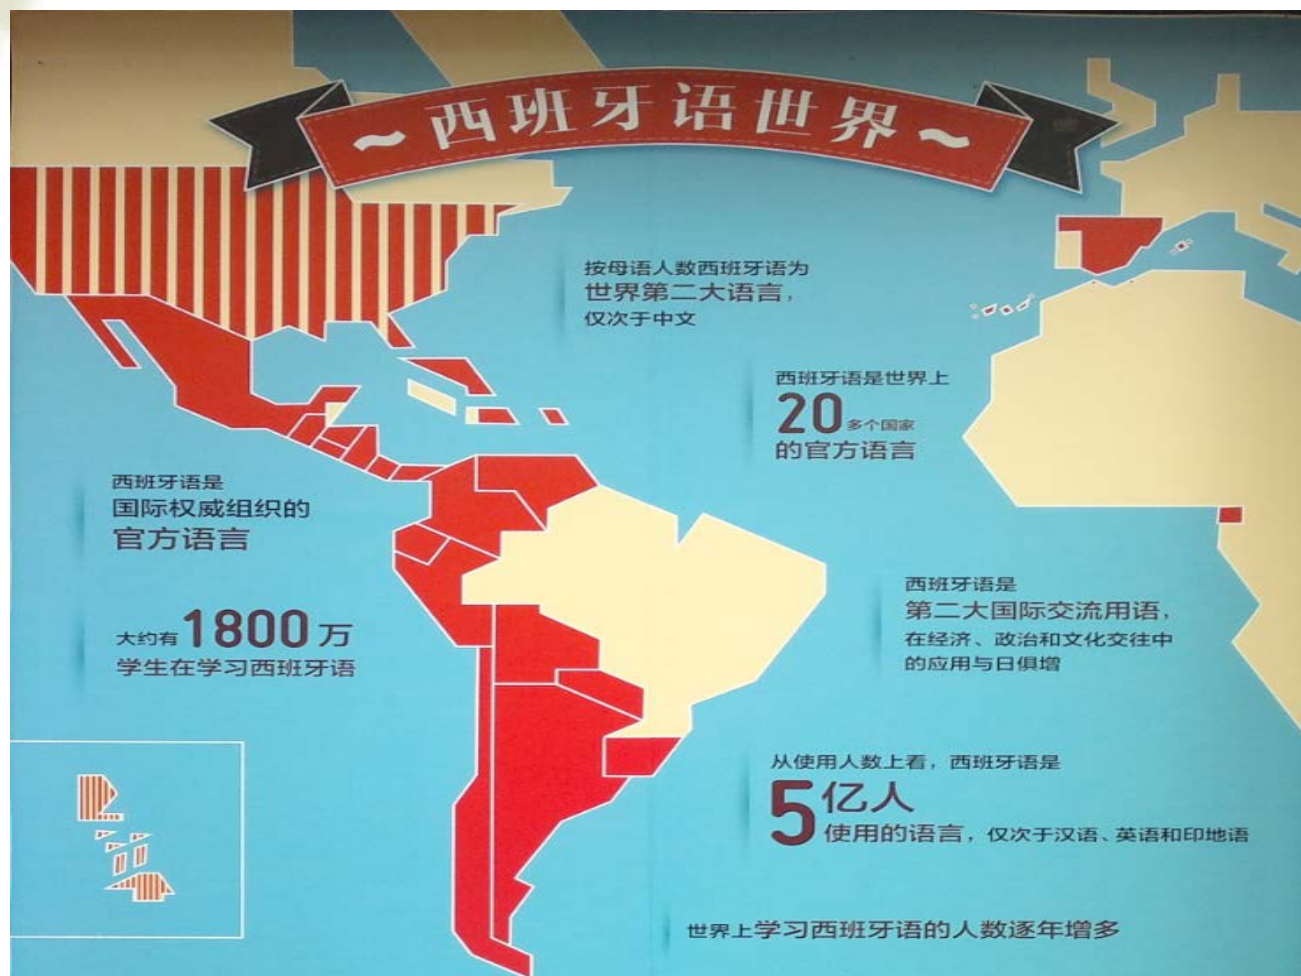 ~西班牙语世界~
按母语人数西班牙语为
世界第二大语言，
仅次于中文
西班牙语是世界上
20多个国家
的官方语言
西班牙语是
国际权威组织的
官方语言
大约有1800万
学生在学习西班牙语
西班牙语是
第二大国际交流用语，
在经济、政治和文化交往中
的应用与日俱增
从使用人数上看，西班牙语是
5亿人
使用的语言，仅次于汉语、英语和印地语
世界上学习西班牙语的人数逐年增多